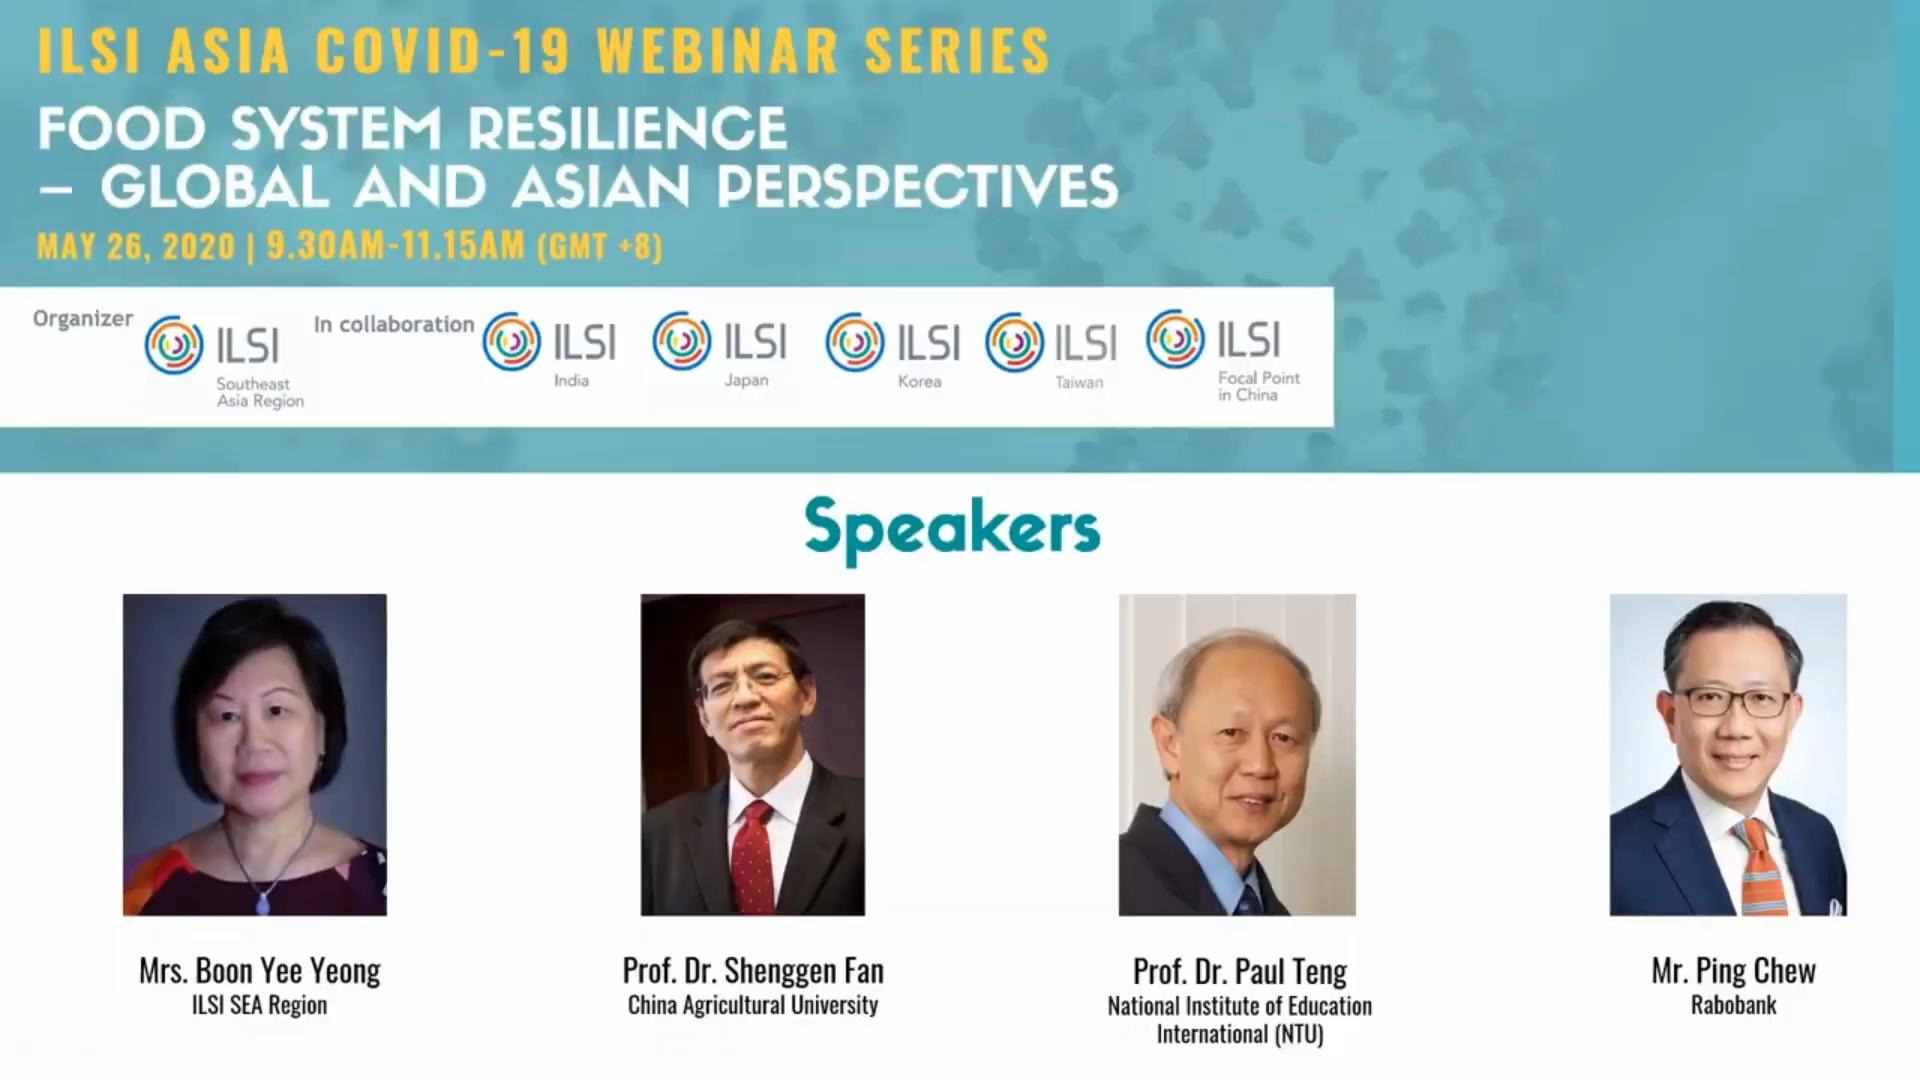 ILSI ASIA COVID-19 WEBINAR SERIES
FOOD SYSTEM RESILIENCE
– GLOBAL AND ASIAN PERSPECTIVES
MAY 26, 2020 | 9.30AM-11.15AM (GMT +8)
Organizer
ILSI
Southeast
Asia Region
In collaboration
ILSI
India
ILSI
Japan
ILSI
Korea
ILSI
Taiwan
ILSI
Focal Point
in China
Speakers
Mrs. Boon Yee Yeong
ILSI SEA Region
Prof. Dr. Shenggen Fan
China Agricultural University
Prof. Dr. Paul Teng
National Institute of Education
International (NTU)
Mr. Ping Chew
Rabobank